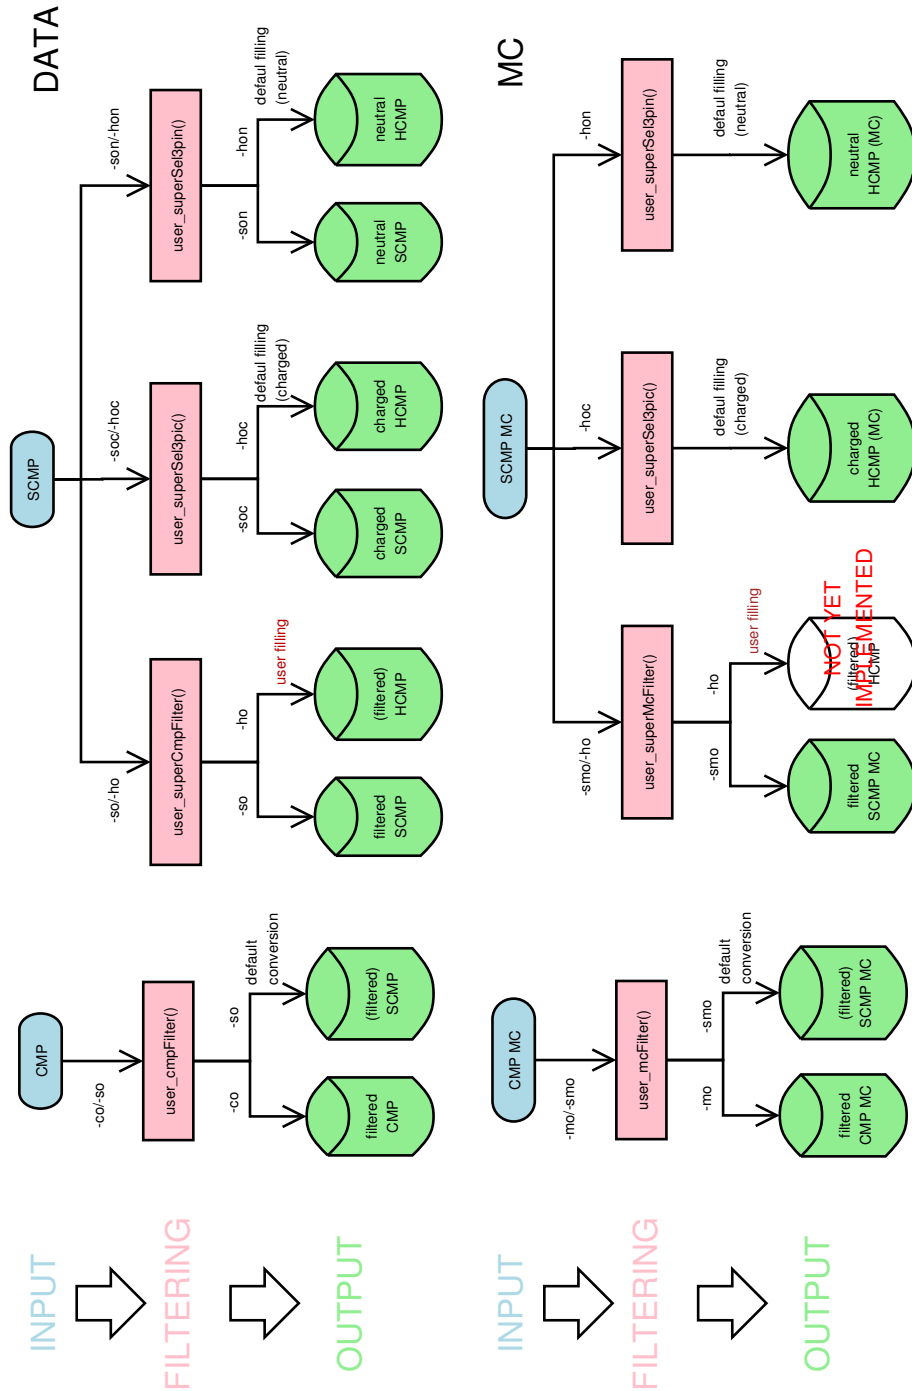 DATA
INPUT
FILTERING
OUTPUT
CMP
-co/-so
user_cmpFilter()
-co
-so
default
conversion
filtered
CMP
(filtered)
SCMP
SCMP
-so/-ho
-soc/-hoc
-son/-hon
user_superCmpFilter()
-so
-ho
user filling
filtered
SCMP
(filtered)
HCMP
user_superSel3pic()
-soc
-hoc
defaul filling
(charged)
charged
SCMP
charged
HCMP
user_superSel3pin()
-son
-hon
defaul filling
(neutral)
neutral
SCMP
neutral
HCMP
MC
INPUT
FILTERING
OUTPUT
CMP MC
-mo/-smo
user_mcFilter()
-mo
-smo
default
conversion
filtered
CMP MC
(filtered)
SCMP MC
SCMP MC
-smo/-ho
-hoc
-hon
user_superMcFilter()
-smo
-ho
user filling
filtered
SCMP MC
(filtered)
HCMP
NOT YET
IMPLEMENTED
user_superSel3pic()
defaul filling
(charged)
charged
HCMP (MC)
user_superSel3pin()
defaul filling
(neutral)
neutral
HCMP (MC)